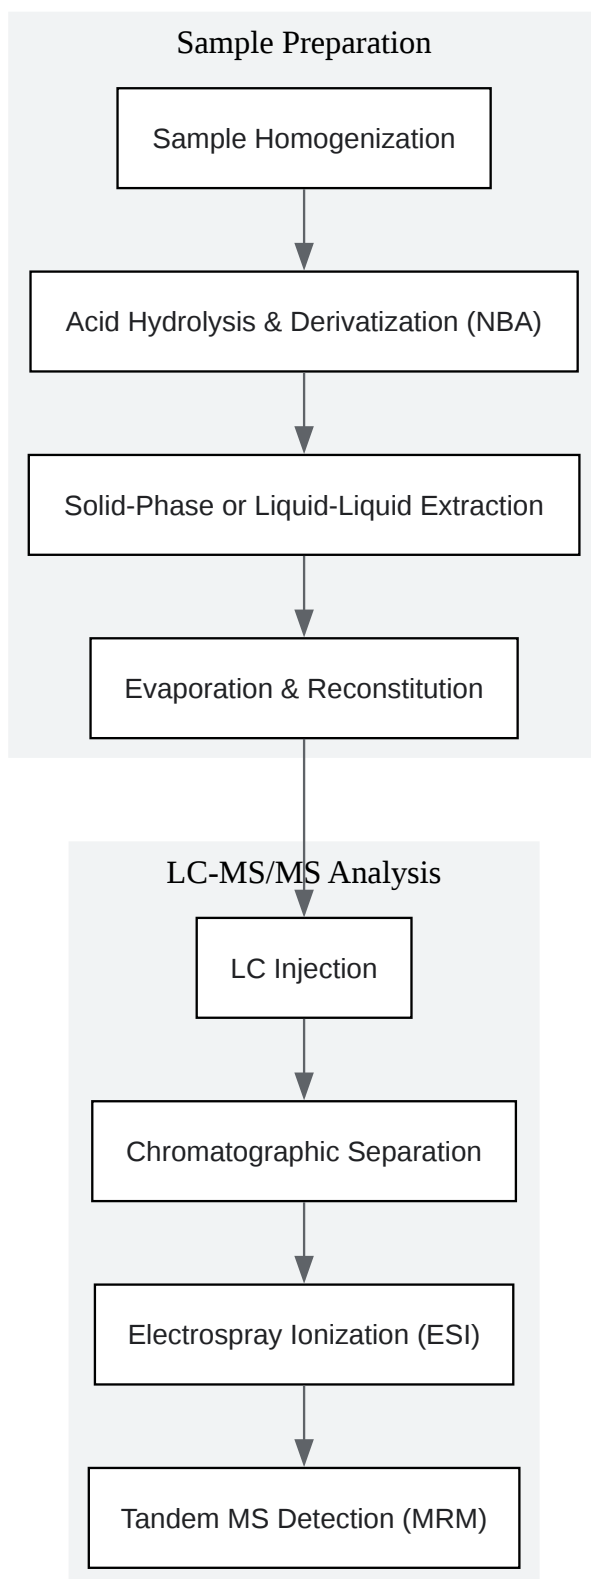 Sample Preparation
Sample Homogenization
Acid Hydrolysis & Derivatization (NBA)
Solid-Phase or Liquid-Liquid Extraction
Evaporation & Reconstitution
LC-MS/MS Analysis
LC Injection
Chromatographic Separation
Electrospray Ionization (ESI)
Tandem MS Detection (MRM)